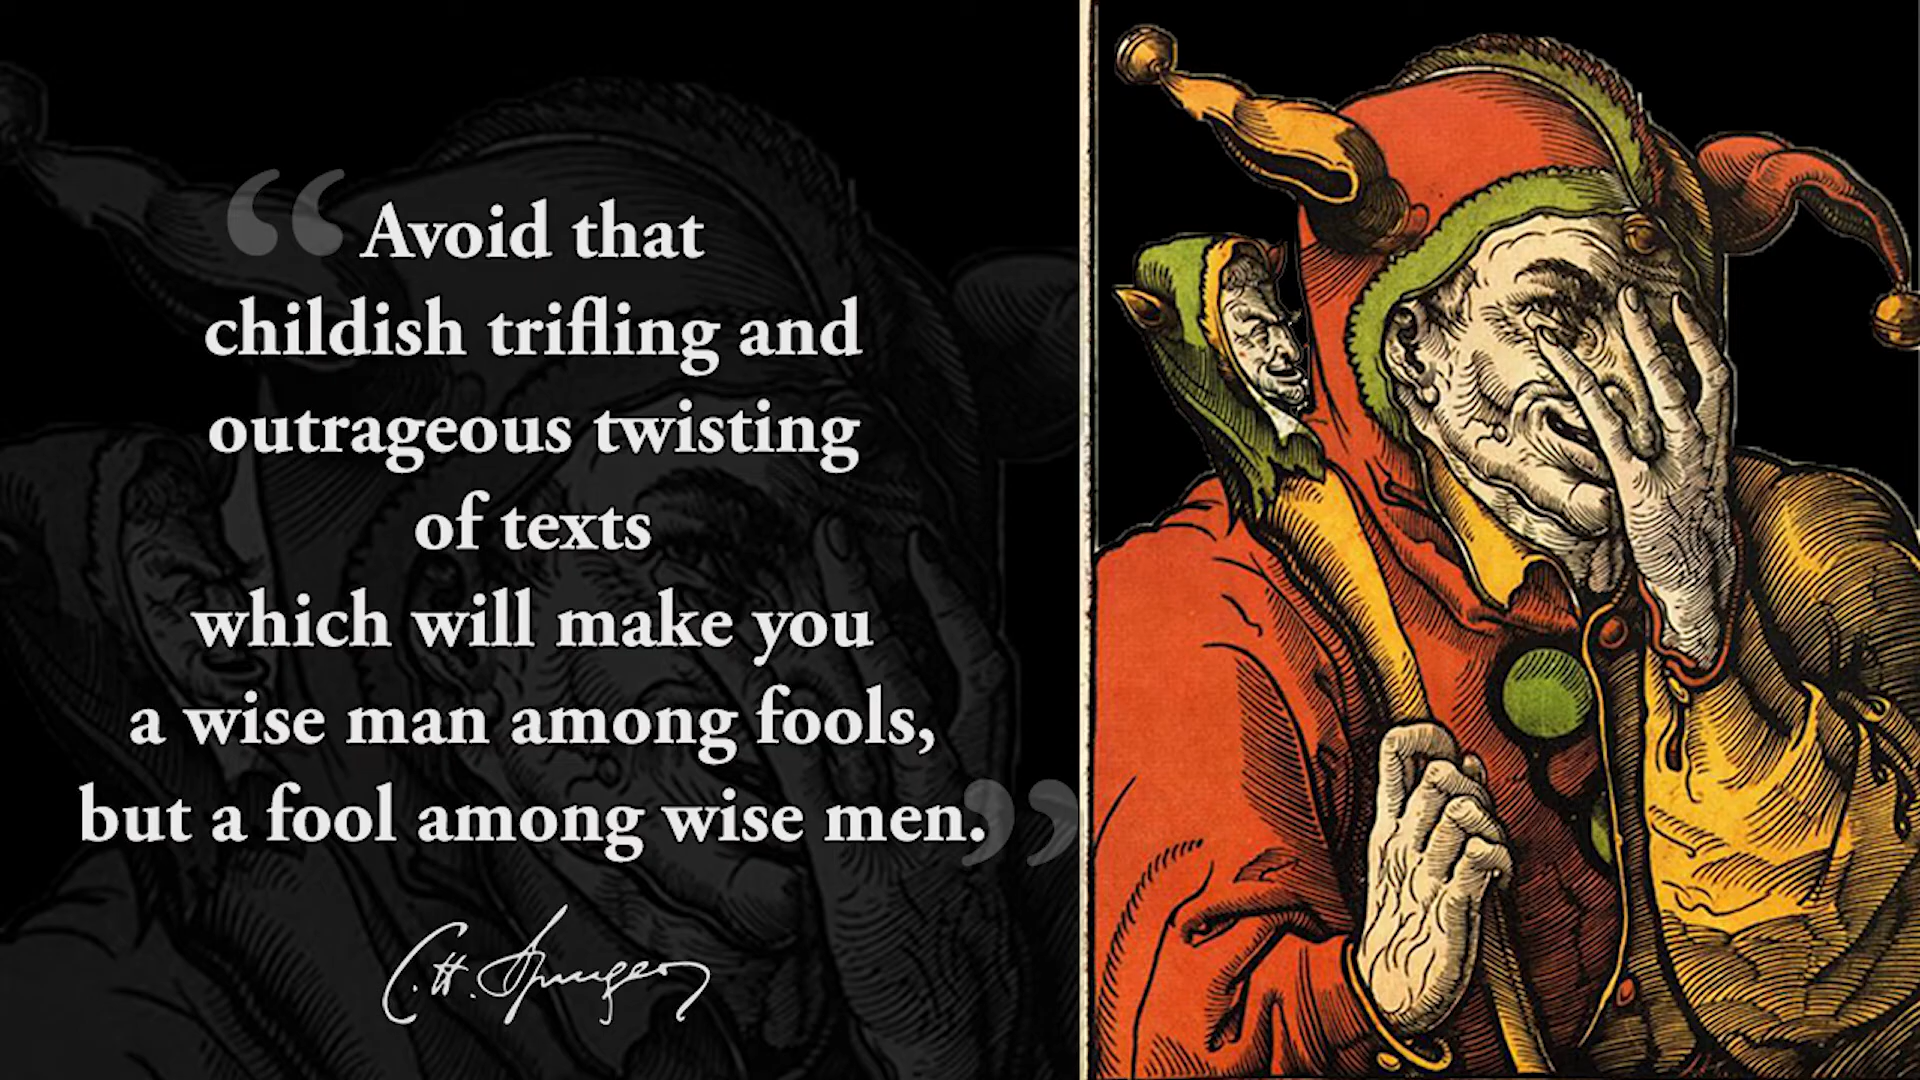 “Avoid that
childish trifling and
outrageous twisting
of texts
which will make you
a wise man among fools,
but a fool among wise men.”
C. H. Spurgeon